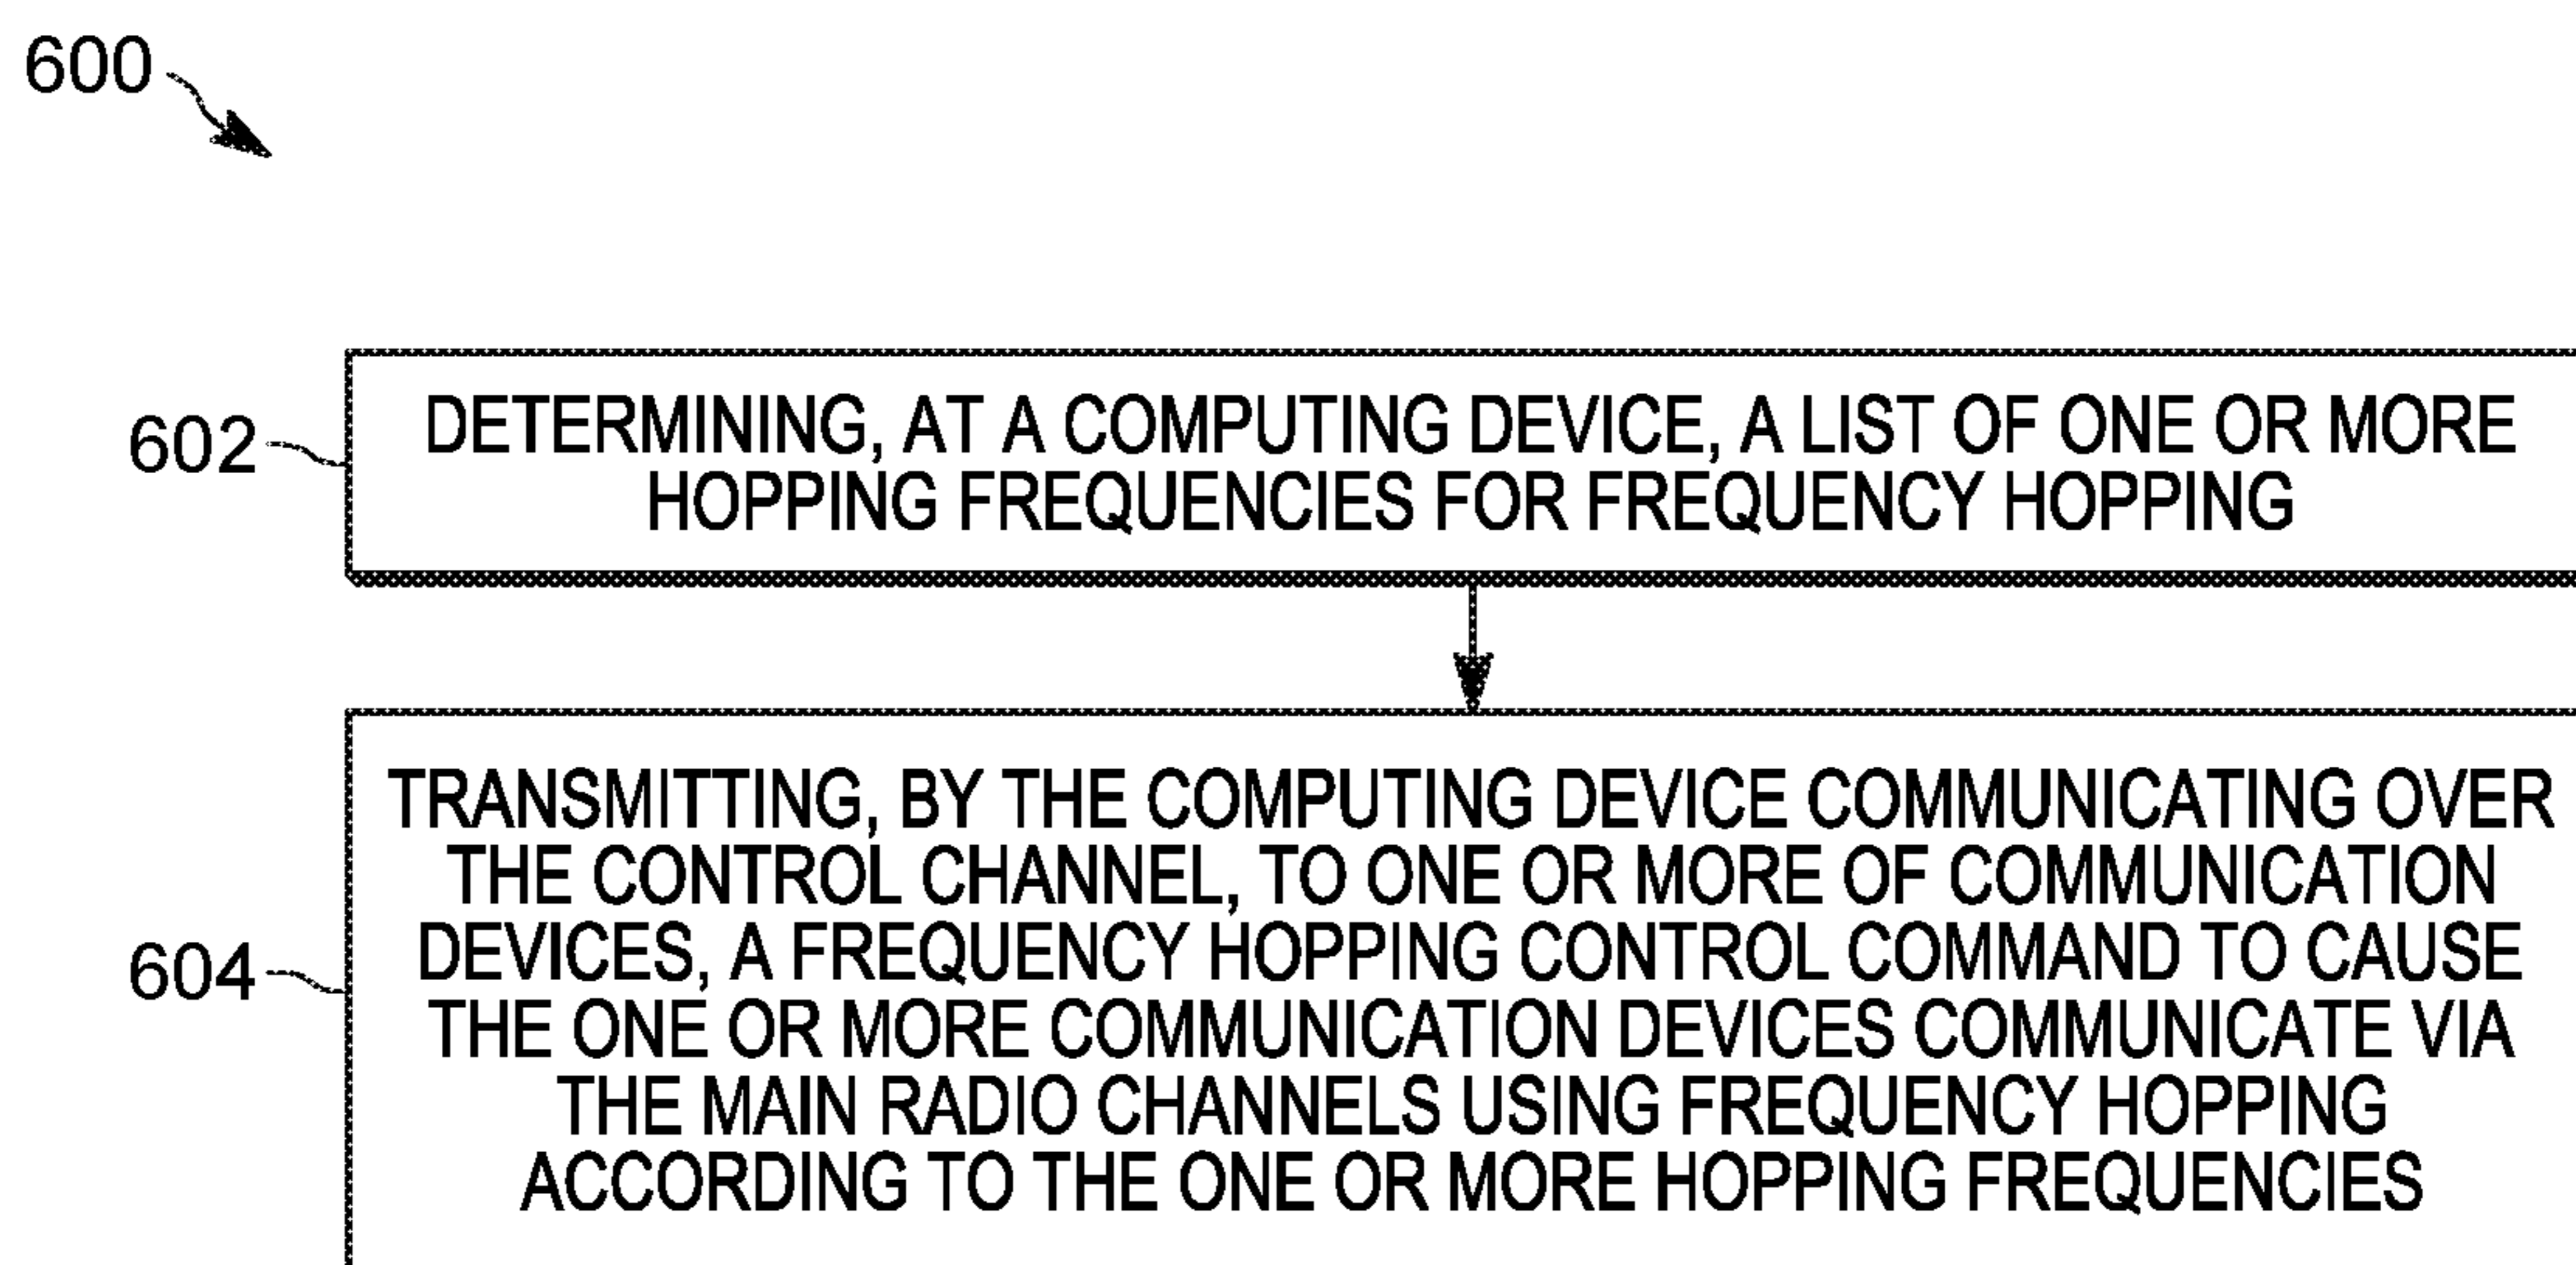 600
602
DETERMINING, AT A COMPUTING DEVICE, A LIST OF ONE OR MORE
HOPPING FREQUENCIES FOR FREQUENCY HOPPING
604
TRANSMITTING, BY THE COMPUTING DEVICE COMMUNICATING OVER
THE CONTROL CHANNEL, TO ONE OR MORE OF COMMUNICATION
DEVICES, A FREQUENCY HOPPING CONTROL COMMAND TO CAUSE
THE ONE OR MORE COMMUNICATION DEVICES COMMUNICATE VIA
THE MAIN RADIO CHANNELS USING FREQUENCY HOPPING
ACCORDING TO THE ONE OR MORE HOPPING FREQUENCIES